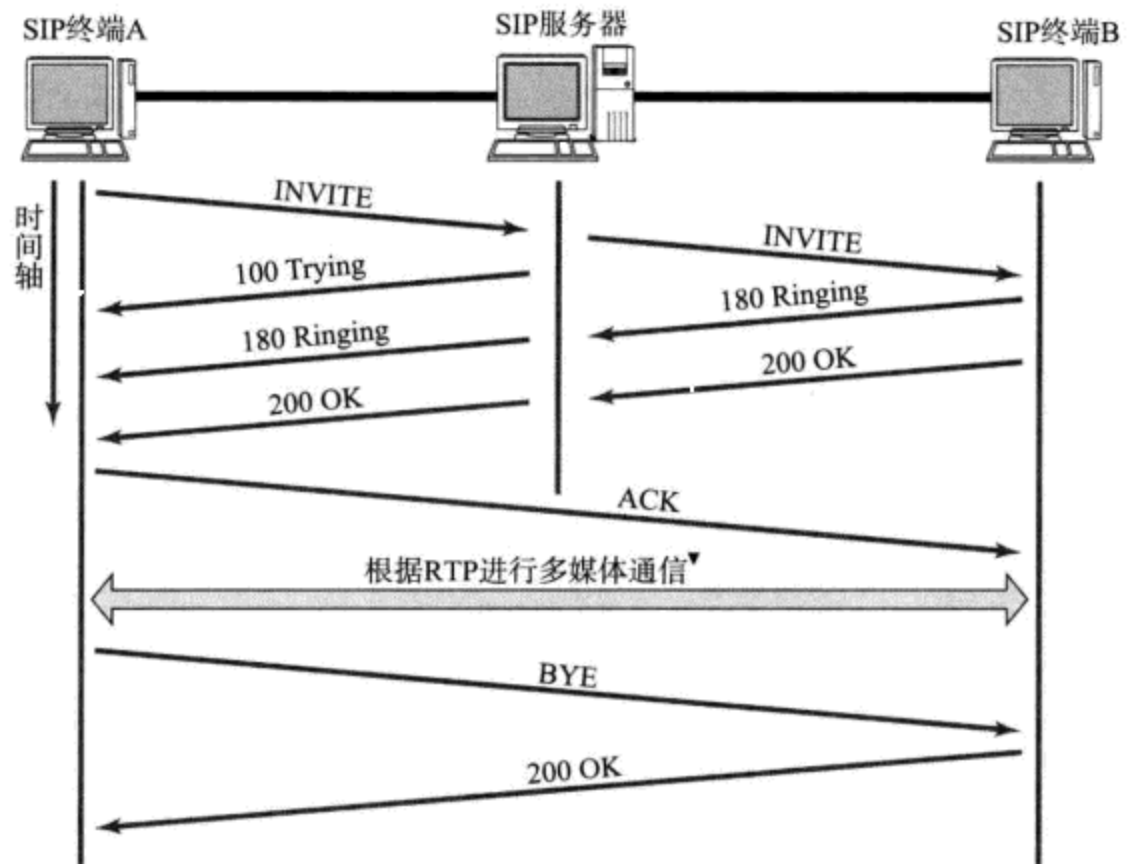 SIP终端A
SIP服务器
SIP终端B
时间轴
INVITE
INVITE
100 Trying
180 Ringing
180 Ringing
200 OK
200 OK
ACK
根据RTP进行多媒体通信▼
BYE
200 OK